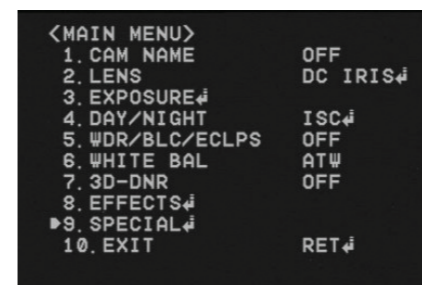 <MAIN MENU>
1. CAM NAME OFF
2. LENS DC IRIS↲
3. EXPOSURE↲
4. DAY/NIGHT ISC↲
5. WDR/BLC/ECLPS OFF
6. WHITE BAL ATW
7. 3D-DNR OFF
8. EFFECTS↲
▶9. SPECIAL↲
10. EXIT RET↲